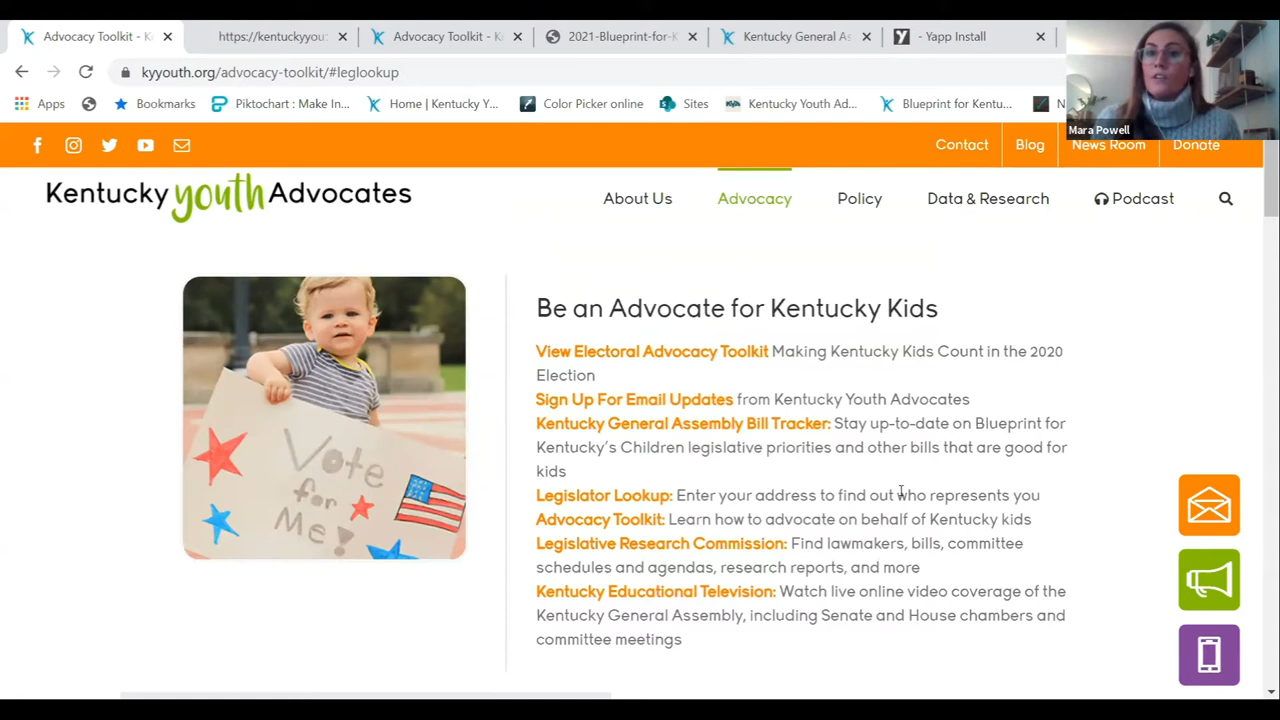 Advocacy Toolkit - Ke
https://kentuckyyou
Advocacy Toolkit - Ke
2021-Blueprint-for-K
Kentucky General As
- Yapp Install
kyyouth.org/advocacy-toolkit/#leglookup
Apps
Bookmarks
Piktochart : Make In...
Home | Kentucky Y...
Color Picker online
Sites
Kentucky Youth Ad...
Blueprint for Kentu...
Mara Powell
Contact
Blog
News Room
Donate
Kentucky youth Advocates
About Us
Advocacy
Policy
Data & Research
Podcast
Vote
for
Me!
Be an Advocate for Kentucky Kids
View Electoral Advocacy Toolkit Making Kentucky Kids Count in the 2020
Election
Sign Up For Email Updates from Kentucky Youth Advocates
Kentucky General Assembly Bill Tracker: Stay up-to-date on Blueprint for
Kentucky's Children legislative priorities and other bills that are good for
kids
Legislator Lookup: Enter your address to find out who represents you
Advocacy Toolkit: Learn how to advocate on behalf of Kentucky kids
Legislative Research Commission: Find lawmakers, bills, committee
schedules and agendas, research reports, and more
Kentucky Educational Television: Watch live online video coverage of the
Kentucky General Assembly, including Senate and House chambers and
committee meetings